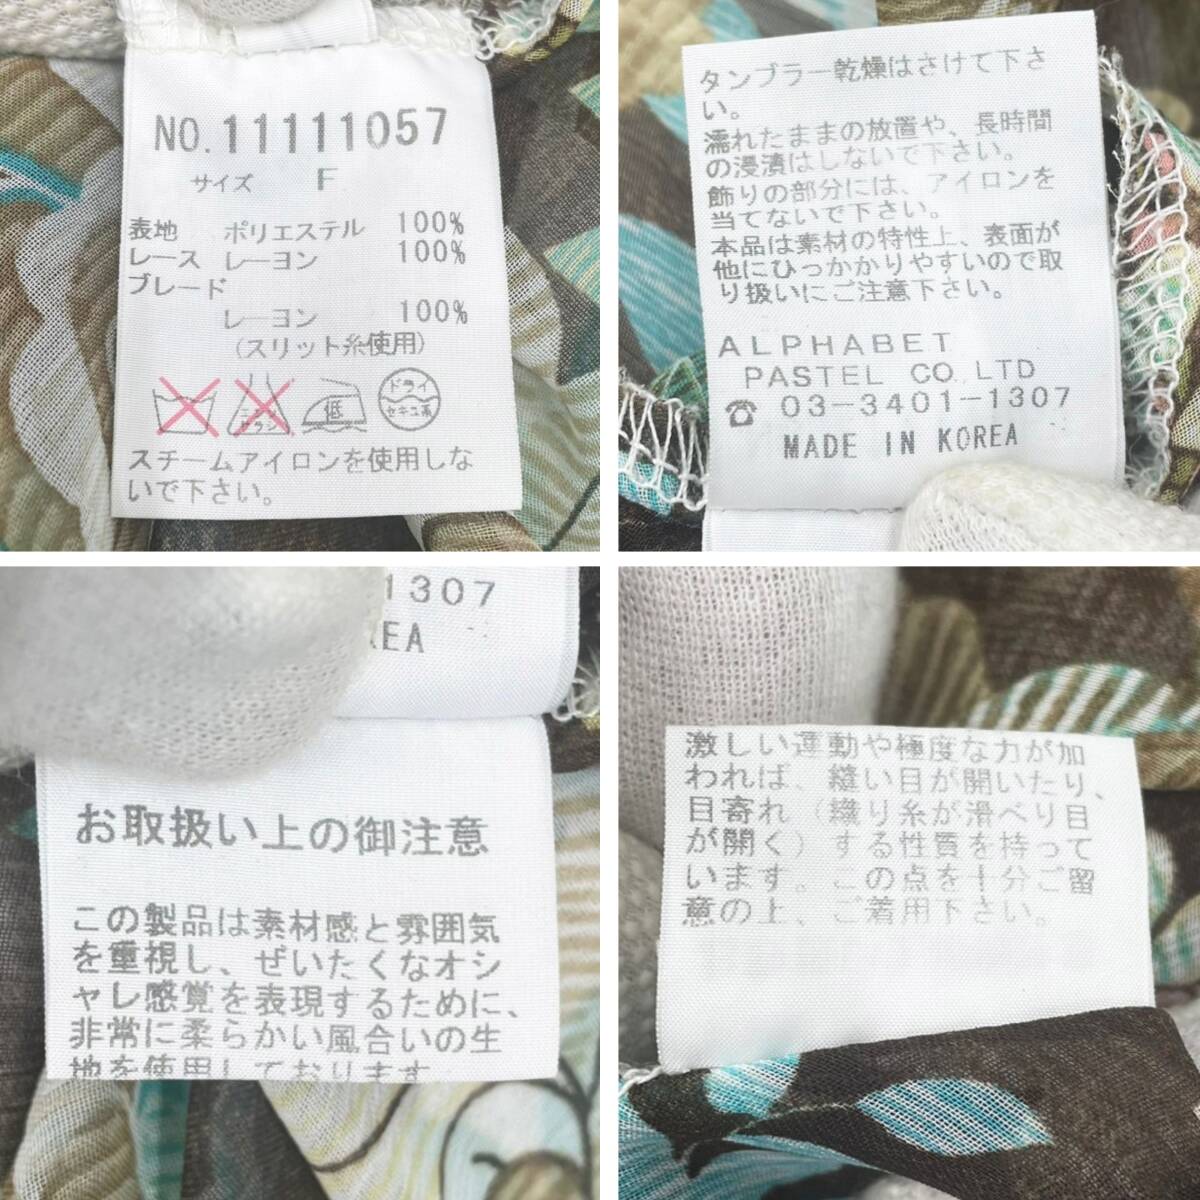 NO.11111057
サイズ F
表地 ポリエステル 100%
レース レーヨン 100%
ブレード
レーヨン 100%
(スリット糸使用)
低
ドライ
セキユ系
スチームアイロンを使用しな
いで下さい。
タンブラー乾燥はさけて下さ
い。
濡れたままの放置や、長時間
の浸漬はしないで下さい。
飾りの部分には、アイロンを
当てないで下さい。
本品は素材の特性上、表面が
他にひっかかりやすいので取
り扱いにご注意下さい。
ALPHABET
PASTEL CO.,LTD
☎ 03-3401-1307
MADE IN KOREA
1307
REA
お取扱い上の御注意
この製品は素材感と雰囲気
を重視し、ぜいたくなオシ
ャレ感覚を表現するために、
非常に柔らかい風合いの生
地を使用しております
激しい運動や極度な力が加
われば、縫い目が開いたり、
目寄れ（織り糸が滑べり目
が開く）する性質を持って
います。この点を十分ご留
意の上、ご着用下さい。